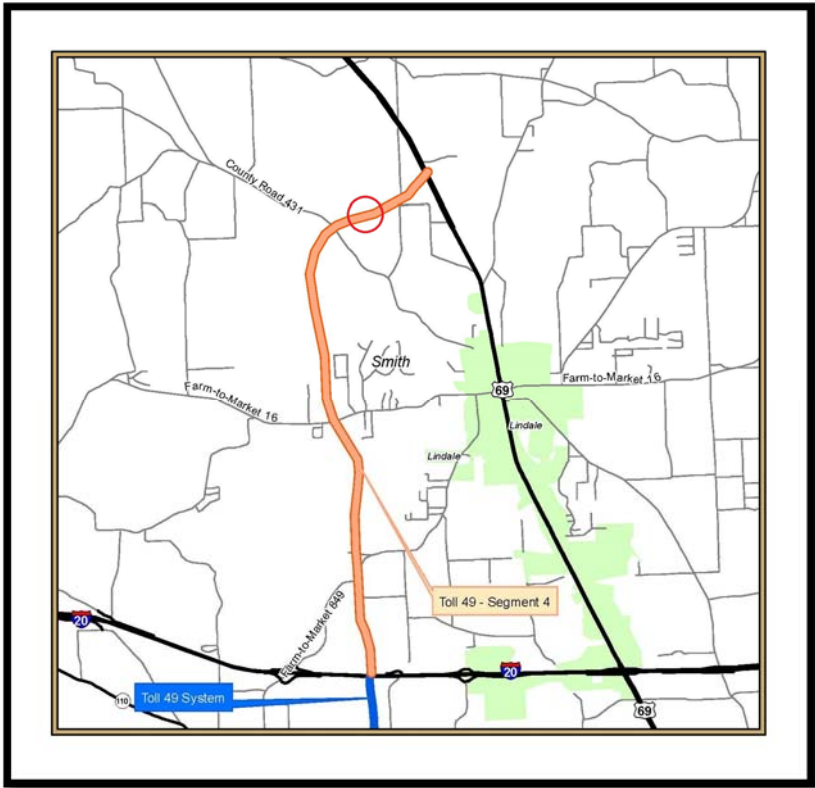 County Road 431
Smith
Farm-to-Market 16
Farm-to-Market 16
69
Lindale
Lindale
Toll 49 - Segment 4
Farm-to-Market 849
20
20
110
Toll 49 System
69